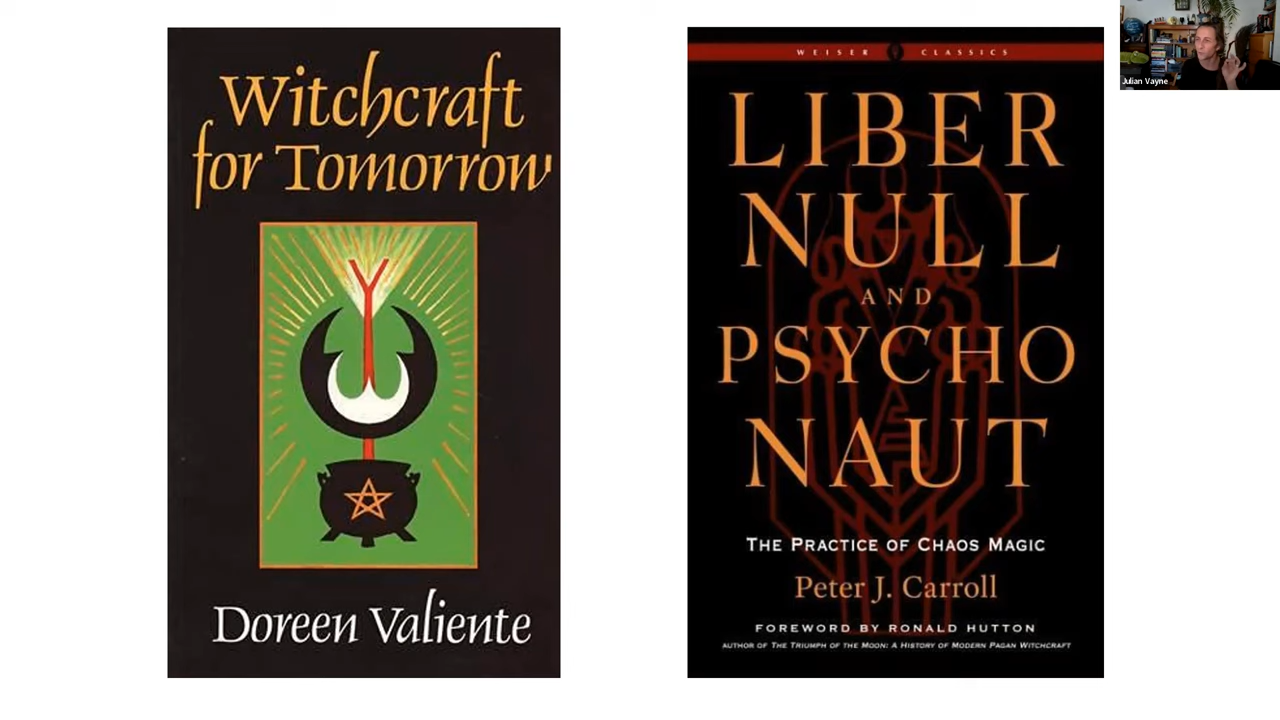 Witchcraft
for Tomorrow
Doreen Valiente
WEISER CLASSICS
LIBER
NULL
AND
PSYCHO
NAUT
THE PRACTICE OF CHAOS MAGIC
Peter J. Carroll
FOREWORD BY RONALD HUTTON
AUTHOR OF THE TRIUMPH OF THE MOON: A HISTORY OF MODERN PAGAN WITCHCRAFT
Julian Vayne